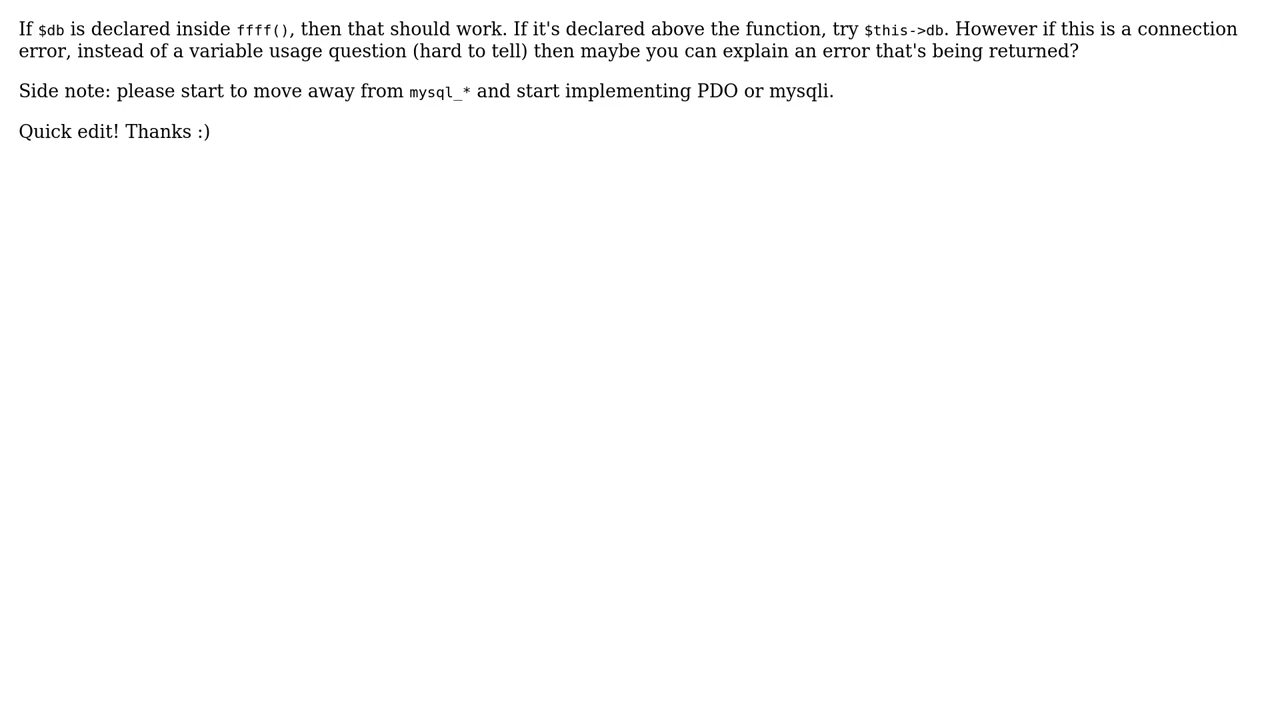 If $db is declared inside ffff(), then that should work. If it's declared above the function, try $this->db. However if this is a connection
error, instead of a variable usage question (hard to tell) then maybe you can explain an error that's being returned?
Side note: please start to move away from mysql_* and start implementing PDO or mysqli.
Quick edit! Thanks :)